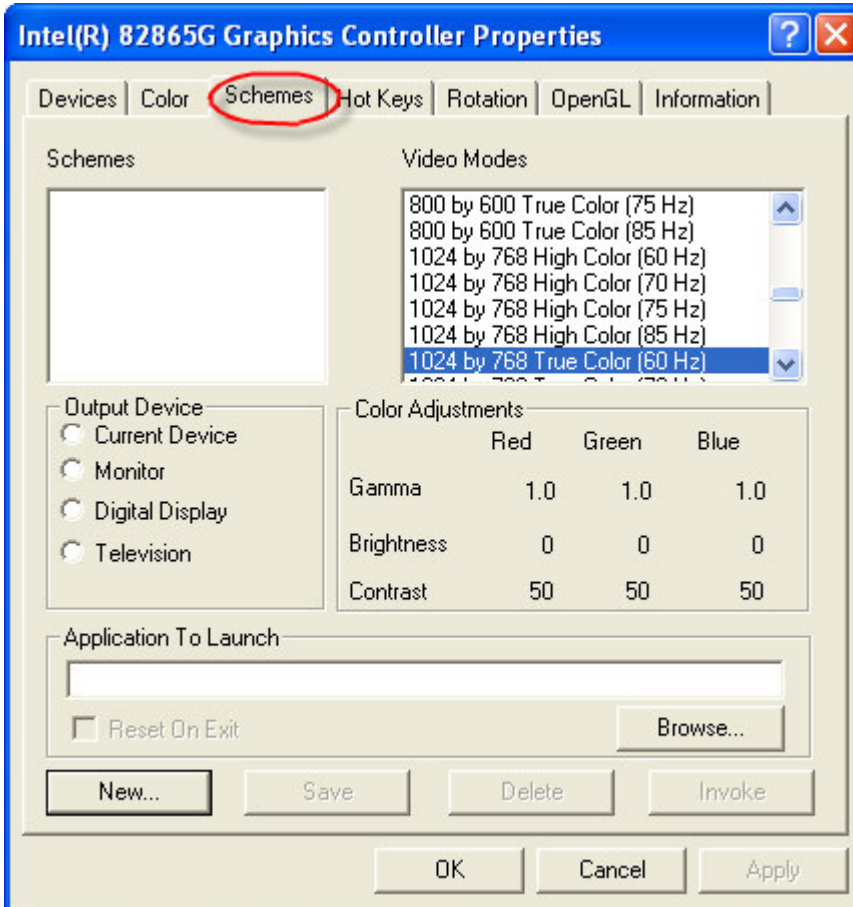 Intel(R) 82865G Graphics Controller Properties
Devices Color Schemes Hot Keys Rotation OpenGL Information
Schemes
Video Modes
800 by 600 True Color (75 Hz)
800 by 600 True Color (85 Hz)
1024 by 768 High Color (60 Hz)
1024 by 768 High Color (70 Hz)
1024 by 768 High Color (75 Hz)
1024 by 768 High Color (85 Hz)
1024 by 768 True Color (60 Hz)
Output Device
Current Device
Monitor
Digital Display
Television
Color Adjustments
Red Green Blue
Gamma 1.0 1.0 1.0
Brightness 0 0 0
Contrast 50 50 50
Application To Launch
Reset On Exit
Browse...
New... Save Delete Invoke
OK Cancel Apply